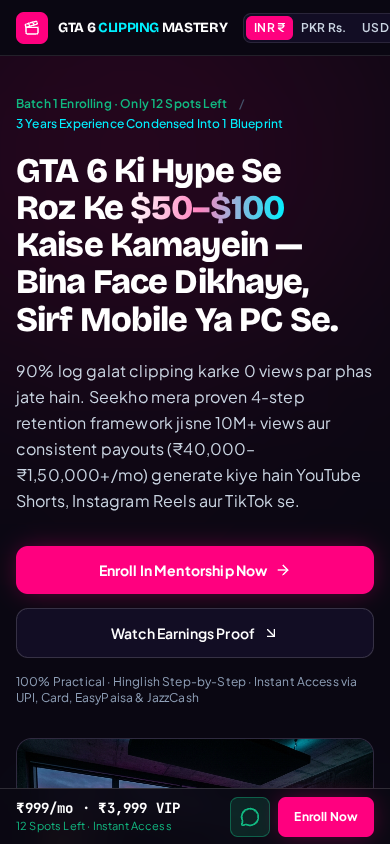 GTA 6 CLIPPING MASTERY
INR ₹ PKR Rs. USD
Batch 1 Enrolling · Only 12 Spots Left /
3 Years Experience Condensed Into 1 Blueprint
GTA 6 Ki Hype Se
Roz Ke $50–$100
Kaise Kamayein —
Bina Face Dikhaye,
Sirf Mobile Ya PC Se.
90% log galat clipping karke 0 views par phas
jate hain. Seekho mera proven 4-step
retention framework jisne 10M+ views aur
consistent payouts (₹40,000–
₹1,50,000+/mo) generate kiye hain YouTube
Shorts, Instagram Reels aur TikTok se.
Enroll In Mentorship Now →
Watch Earnings Proof ↘
100% Practical · Hinglish Step-by-Step · Instant Access via
UPI, Card, EasyPaisa & JazzCash
₹999/mo · ₹3,999 VIP
12 Spots Left · Instant Access
Enroll Now